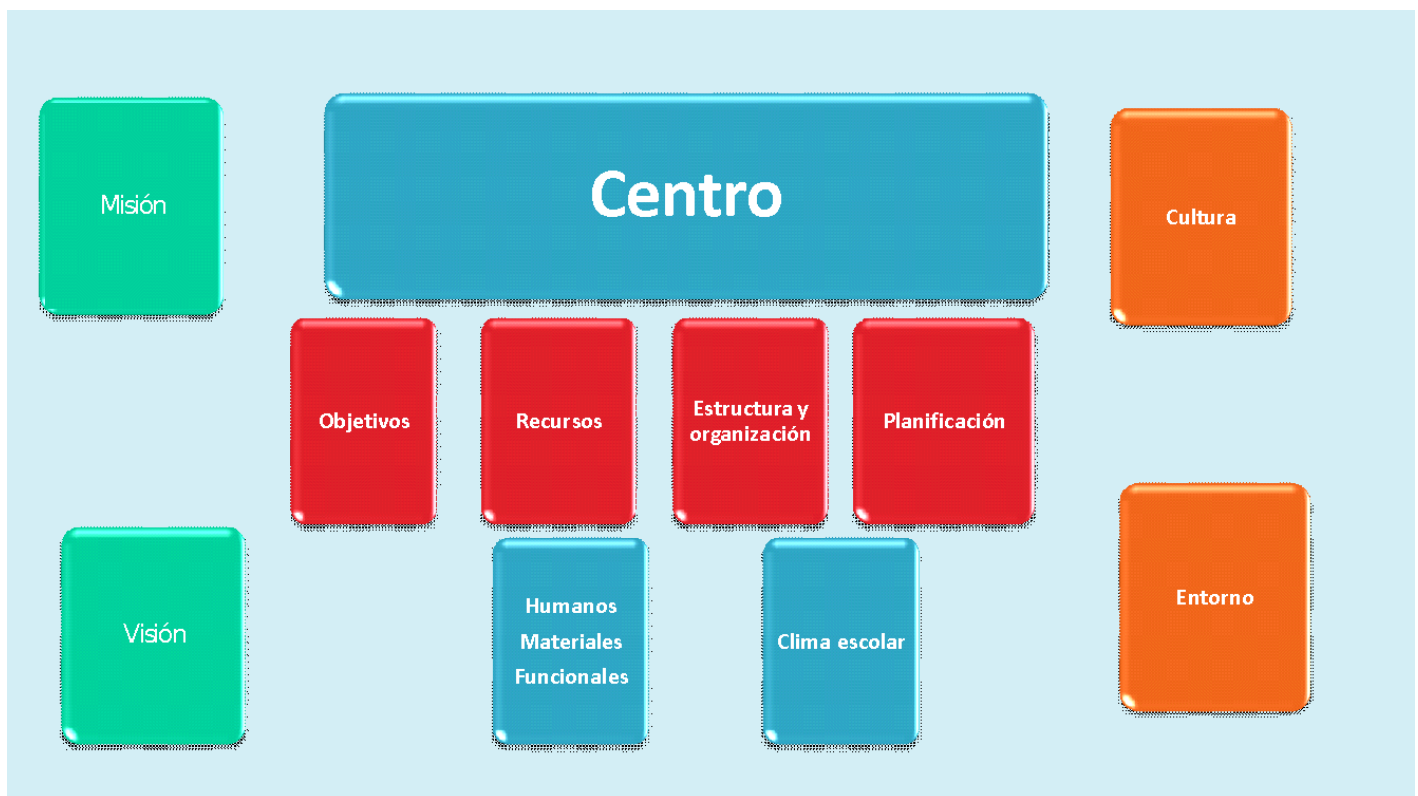 Misión
Centro
Cultura
Objetivos
Recursos
Estructura y
organización
Planificación
Visión
Humanos
Materiales
Funcionales
Clima escolar
Entorno